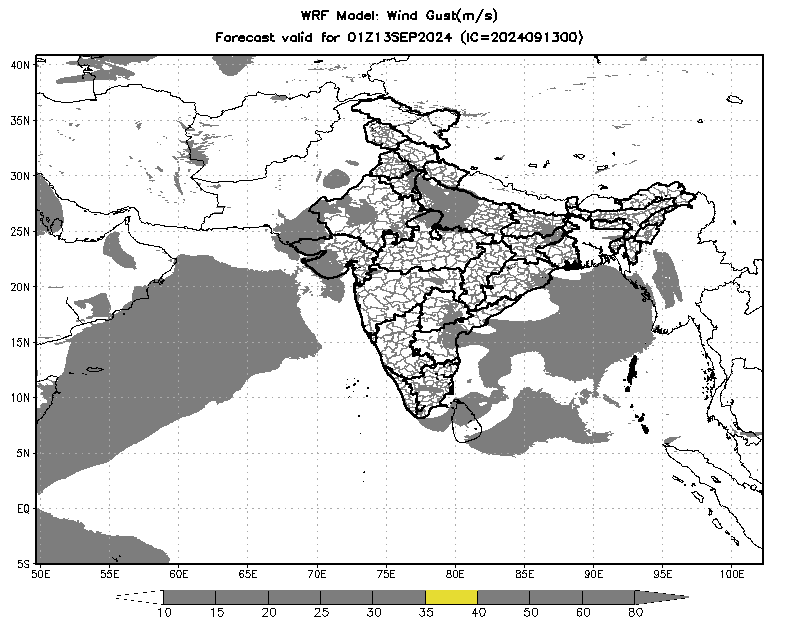 WRF Model: Wind Gust(m/s)
Forecast valid for 01Z13SEP2024 (IC=2024091300)
40N
35N
30N
25N
20N
15N
10N
5N
EQ
5S
50E 55E 60E 65E 70E 75E 80E 85E 90E 95E 100E
10 15 20 25 30 35 40 50 60 80